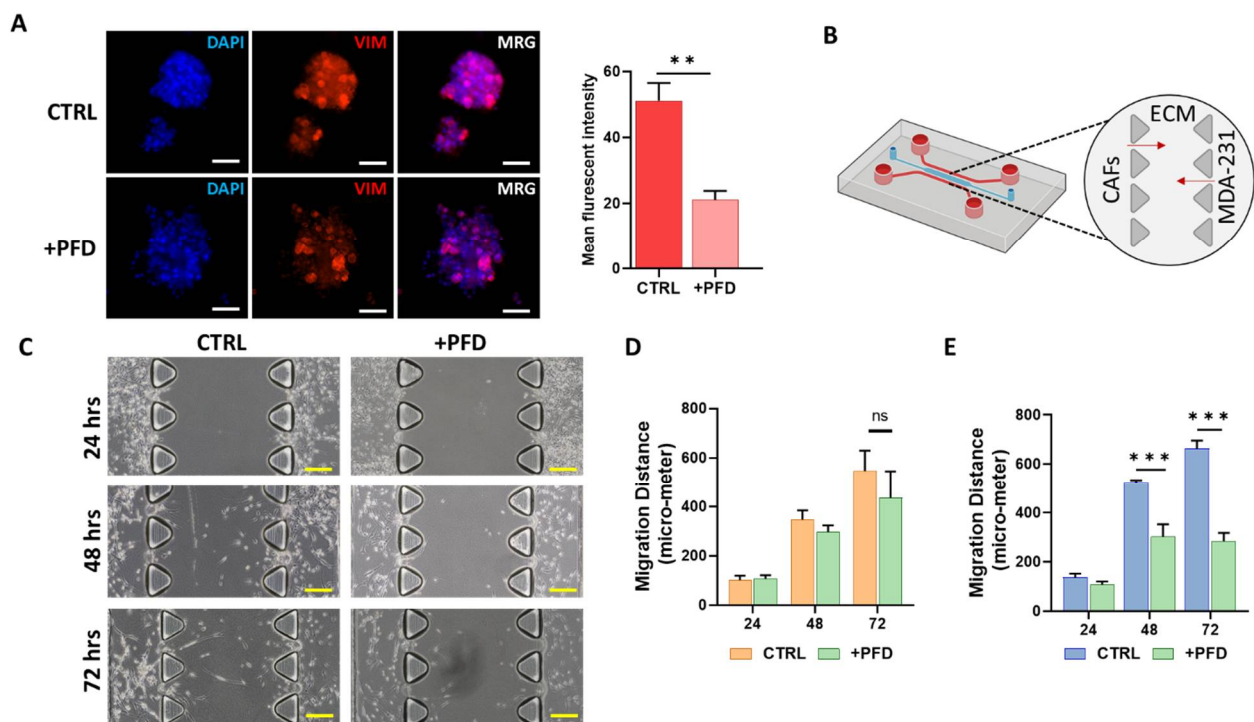 A
DAPI
VIM
MRG
CTRL
DAPI
VIM
MRG
+PFD
Mean flurescent intensity
60
40
20
0
**
CTRL
+PFD
B
ECM
CAFs
MDA-231
C
CTRL
+PFD
24 hrs
48 hrs
72 hrs
D
Migration Distance
(micro-meter)
800
600
400
200
0
ns
24
48
72
CTRL
+PFD
E
Migration Distance
(micro-meter)
800
600
400
200
0
***
***
24
48
72
CTRL
+PFD